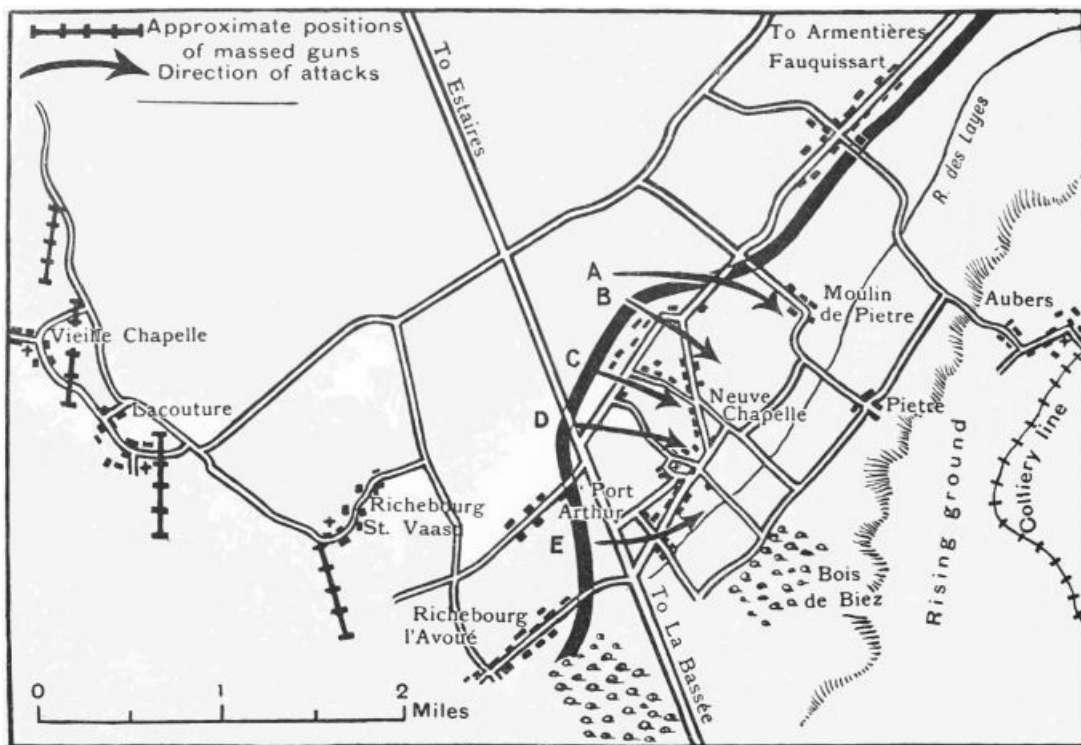 Approximate positions
of massed guns
Direction of attacks
To Estaires
To Armentières
Fauquissart
R. des Layes
A
B
Moulin
de Pietre
Aubers
Vieille Chapelle
C
Neuve
Chapelle
Pietre
Lacouture
D
Colliery line
Rising ground
Port
Arthur
Richebourg
St. Vaast
E
Bois
de Biez
Richebourg
l'Avoué
To La Bassée
0 1 2
Miles